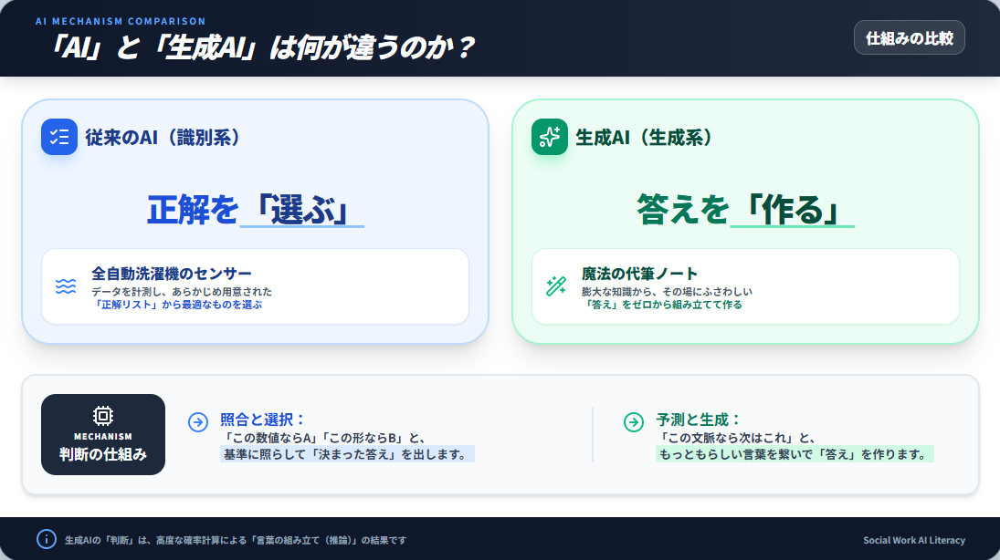 AI MECHANISM COMPARISON
「AI」と「生成AI」は何が違うのか？
仕組みの比較
従来のAI（識別系）
正解を「選ぶ」
全自動洗濯機のセンサー
データを計測し、あらかじめ用意された
「正解リスト」から最適なものを選ぶ
生成AI（生成系）
答えを「作る」
魔法の代筆ノート
膨大な知識から、その場にふさわしい
「答え」をゼロから組み立てて作る
MECHANISM
判断の仕組み
照合と選択：
「この数値ならA」「この形ならB」と、
基準に照らして「決まった答え」を出します。
予測と生成：
「この文脈なら次はこれ」と、
もっともらしい言葉を繋いで「答え」を作ります。
生成AIの「判断」は、高度な確率計算による「言葉の組み立て（推論）」の結果です
Social Work AI Literacy